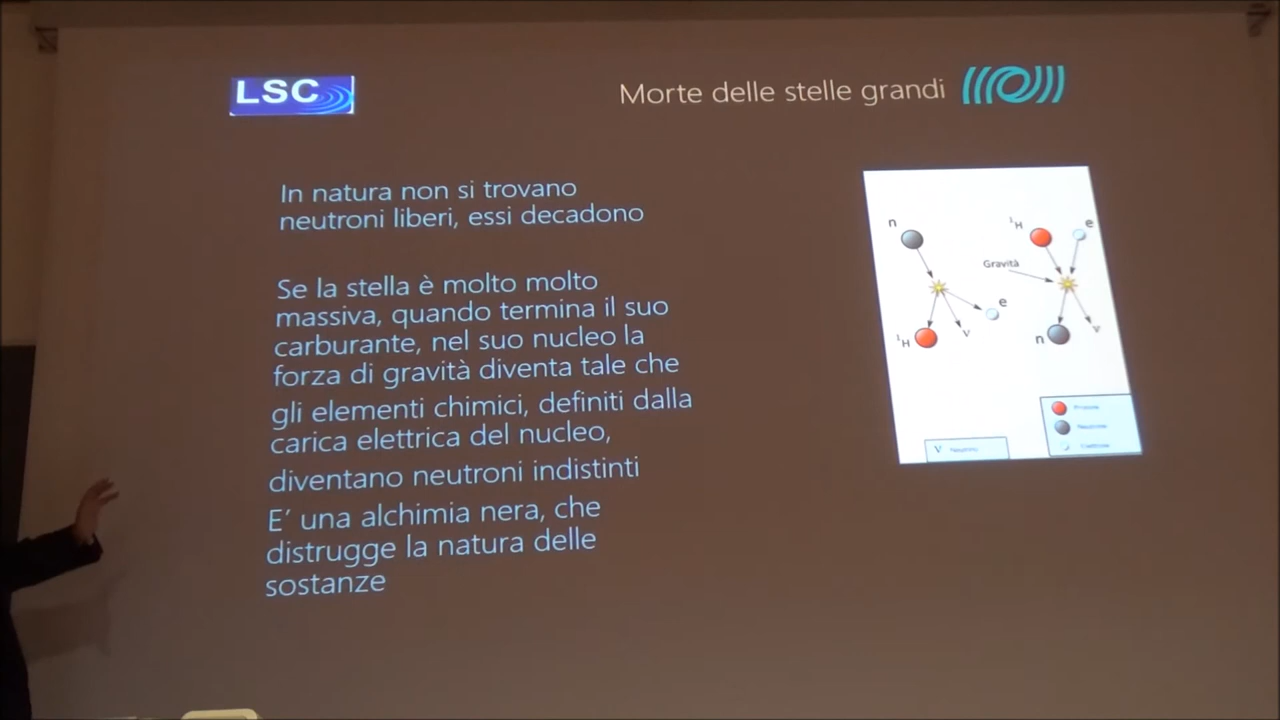 LSC
Morte delle stelle grandi
In natura non si trovano
neutroni liberi, essi decadono
Se la stella è molto molto
massiva, quando termina il suo
carburante, nel suo nucleo la
forza di gravità diventa tale che
gli elementi chimici, definiti dalla
carica elettrica del nucleo,
diventano neutroni indistinti
E' una alchimia nera, che
distrugge la natura delle
sostanze
n
¹H
e
Gravità
e
¹H
ν
n
ν
Protone
Neutrone
ν Neutrino